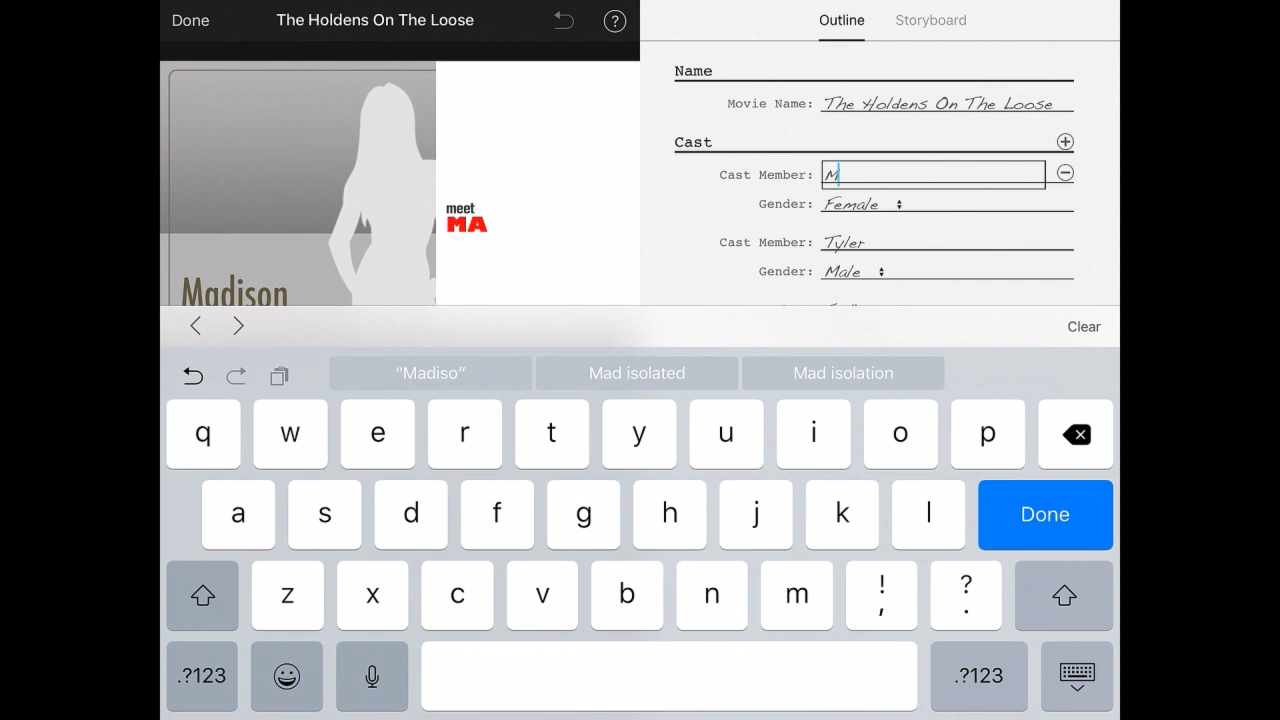 Done The Holdens On The Loose ?
Outline Storyboard
Name
Movie Name: The Holdens On The Loose
Cast
Cast Member: M
Gender: Female
Cast Member: Tyler
Gender: Male
meet
MA
Madison
Clear
“Madiso” Mad isolated Mad isolation
q w e r t y u i o p
a s d f g h j k l Done
z x c v b n m ! , ? .
.?123 .?123